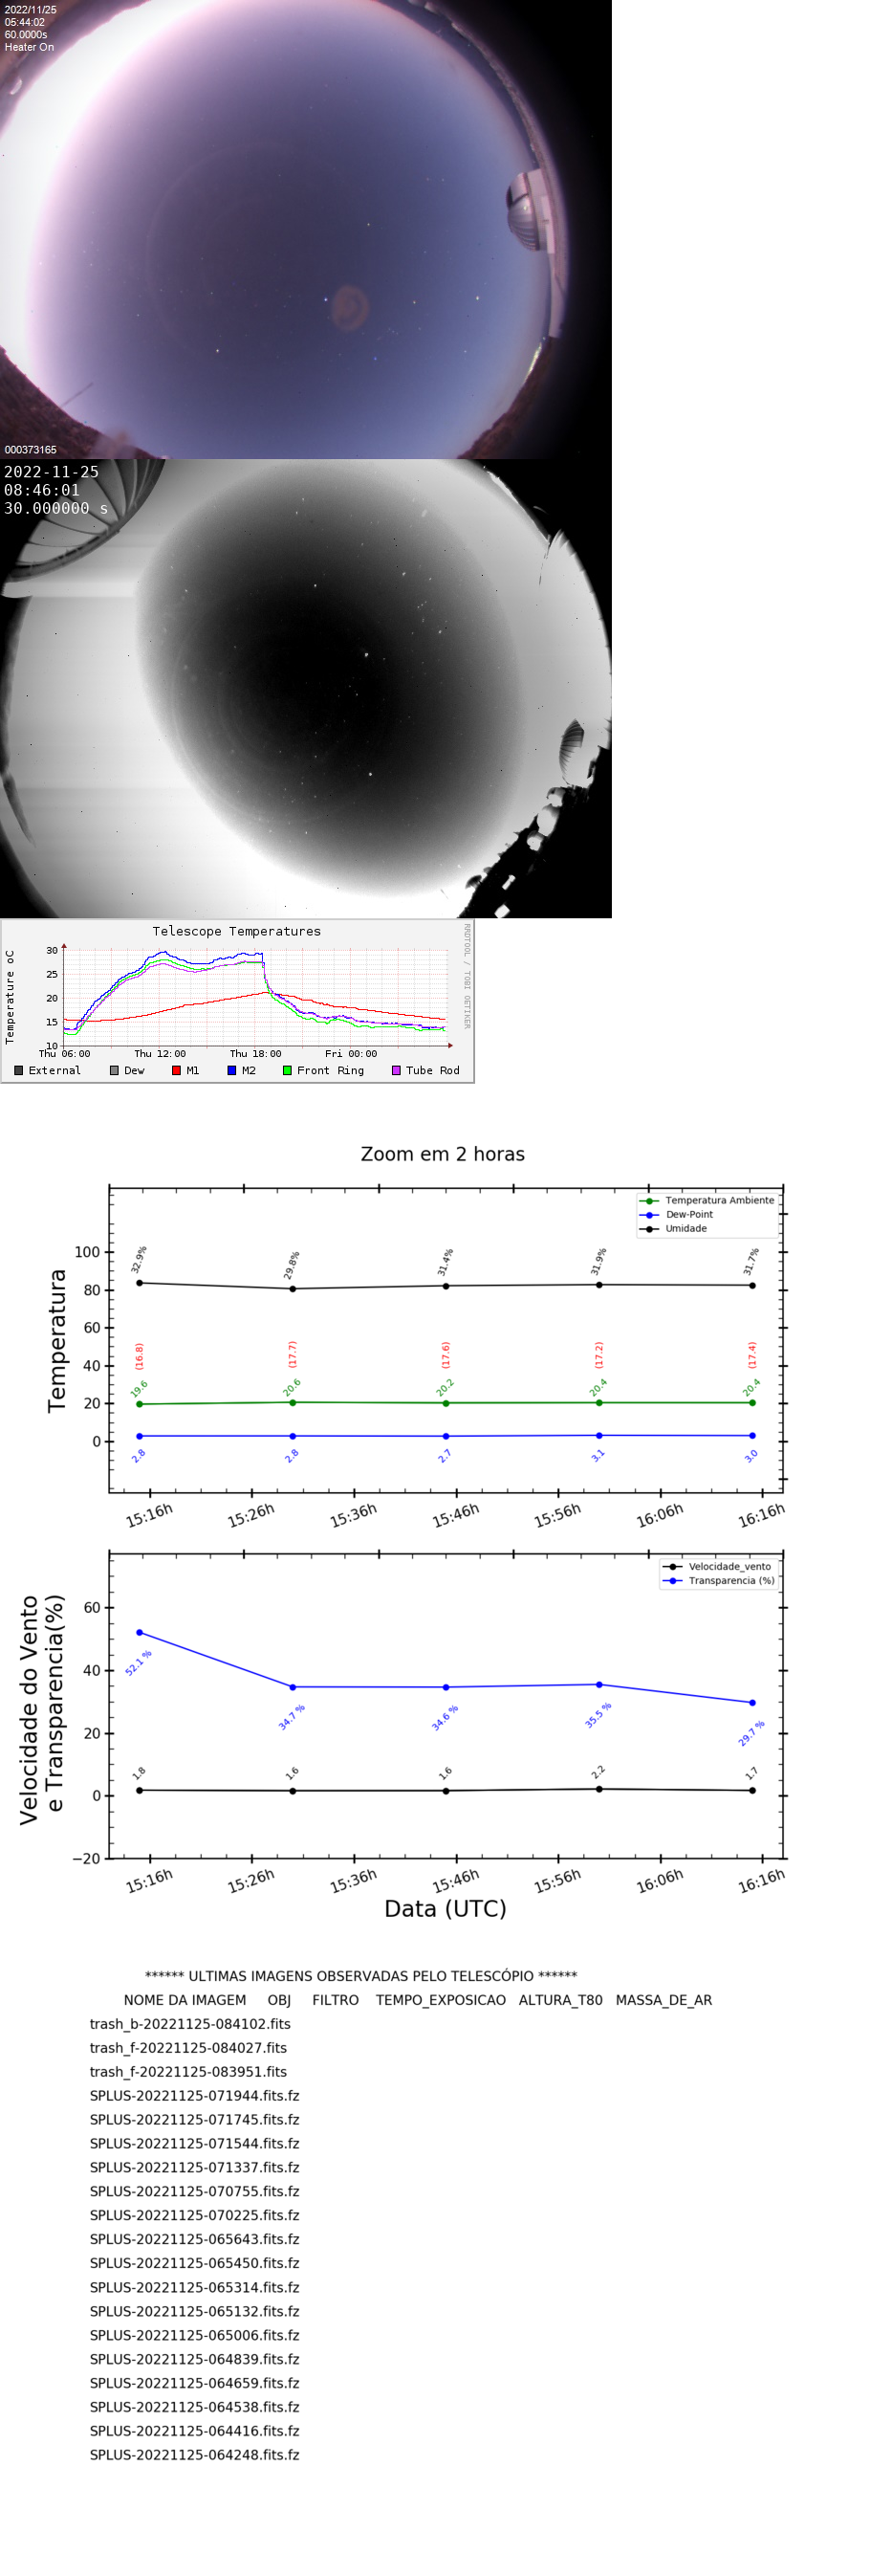 2022/11/25
05:44:02
60.0000s
Heater On
000373165
2022-11-25
08:46:01
30.000000 s
Telescope Temperatures
RRDTOOL / TOBI OETIKER
Temperature oC
30
25
20
15
10
Thu 06:00 Thu 12:00 Thu 18:00 Fri 00:00
External Dew M1 M2 Front Ring Tube Rod
Zoom em 2 horas
Temperatura Ambiente
Dew-Point
Umidade
Temperatura
100
80
60
40
20
0
32.9% 29.8% 31.4% 31.9% 31.7%
(16.8) (17.7) (17.6) (17.2) (17.4)
19.6 20.6 20.2 20.4 20.4
2.8 2.8 2.7 3.1 3.0
15:16h 15:26h 15:36h 15:46h 15:56h 16:06h 16:16h
Velocidade_vento
Transparencia (%)
Velocidade do Vento
e Transparencia(%)
60
40
20
0
−20
52.1 % 34.7 % 34.6 % 35.5 % 29.7 %
1.8 1.6 1.6 2.2 1.7
15:16h 15:26h 15:36h 15:46h 15:56h 16:06h 16:16h
Data (UTC)
****** ULTIMAS IMAGENS OBSERVADAS PELO TELESCÓPIO ******
NOME DA IMAGEM OBJ FILTRO TEMPO_EXPOSICAO ALTURA_T80 MASSA_DE_AR
trash_b-20221125-084102.fits
trash_f-20221125-084027.fits
trash_f-20221125-083951.fits
SPLUS-20221125-071944.fits.fz
SPLUS-20221125-071745.fits.fz
SPLUS-20221125-071544.fits.fz
SPLUS-20221125-071337.fits.fz
SPLUS-20221125-070755.fits.fz
SPLUS-20221125-070225.fits.fz
SPLUS-20221125-065643.fits.fz
SPLUS-20221125-065450.fits.fz
SPLUS-20221125-065314.fits.fz
SPLUS-20221125-065132.fits.fz
SPLUS-20221125-065006.fits.fz
SPLUS-20221125-064839.fits.fz
SPLUS-20221125-064659.fits.fz
SPLUS-20221125-064538.fits.fz
SPLUS-20221125-064416.fits.fz
SPLUS-20221125-064248.fits.fz